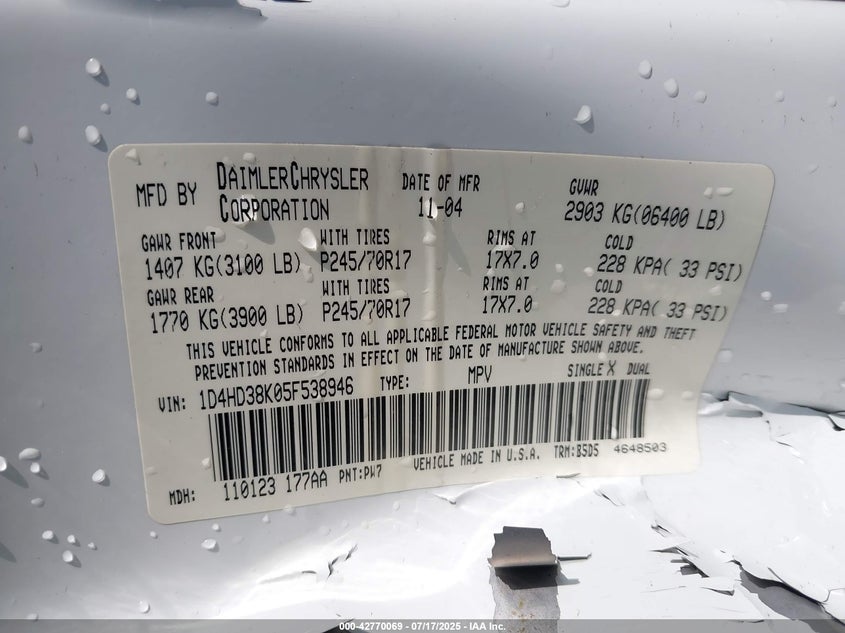 MFD BY DAIMLERCHRYSLER CORPORATION DATE OF MFR 11-04 GVWR 2903 KG(06400 LB)
GAWR FRONT WITH TIRES RIMS AT COLD
1407 KG(3100 LB) P245/70R17 17X7.0 228 KPA( 33 PSI)
GAWR REAR WITH TIRES RIMS AT COLD
1770 KG(3900 LB) P245/70R17 17X7.0 228 KPA( 33 PSI)
THIS VEHICLE CONFORMS TO ALL APPLICABLE FEDERAL MOTOR VEHICLE SAFETY AND THEFT
PREVENTION STANDARDS IN EFFECT ON THE DATE OF MANUFACTURE SHOWN ABOVE.
VIN: 1D4HD38K05F538946 TYPE: MPV SINGLE X DUAL
MDH: 110123 177AA PNT:PW7 VEHICLE MADE IN U.S.A. TRM:B5D5 4648503
000-42770069 - 07/17/2025 - IAA Inc.